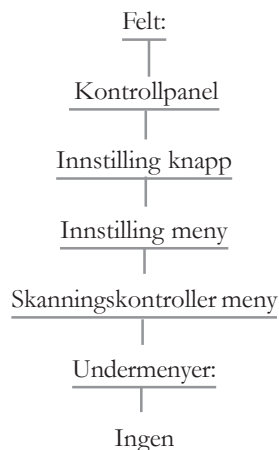 Felt:
Kontrollpanel
Innstilling knapp
Innstilling meny
Skanningskontroller meny
Undermenyer:
Ingen